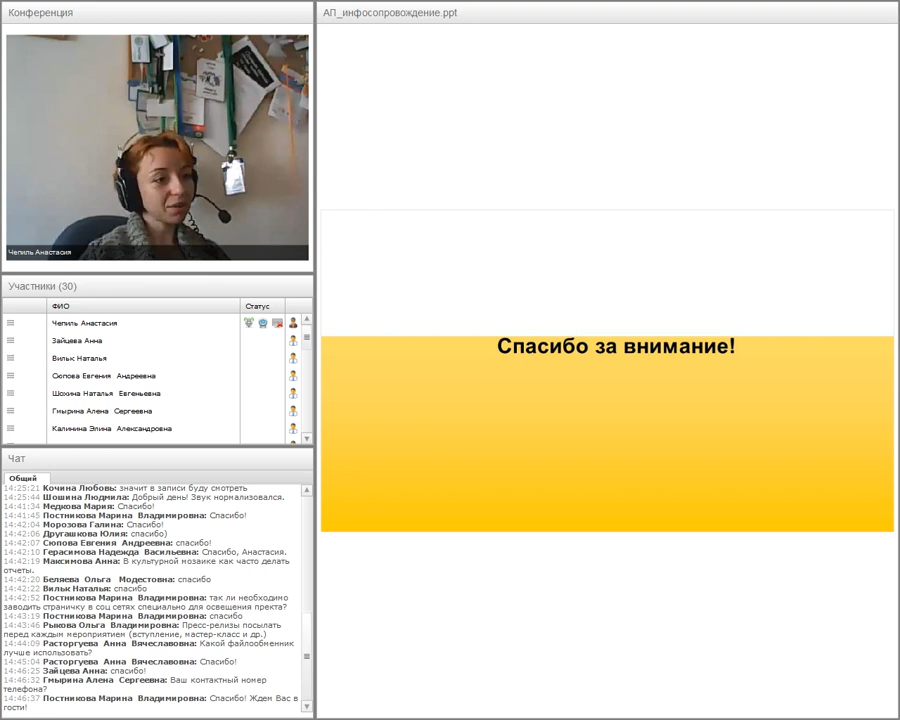 Конференция
Чепиль Анастасия
Участники (30)
ФИО Статус
Чепиль Анастасия
Зайцева Анна
Вильк Наталья
Сюпова Евгения Андреевна
Шохина Наталья Евгеньевна
Гмырина Алена Сергеевна
Калинина Элина Александровна
Чат
Общий
14:25:21 Кочина Любовь: значит в записи буду смотреть
14:25:44 Шошина Людмила: Добрый день! Звук нормализовался.
14:41:34 Медкова Мария: Спасибо!
14:41:45 Постникова Марина Владимировна: Спасибо!
14:42:04 Морозова Галина: Спасибо!
14:42:06 Другашкова Юлия: спасибо)
14:42:07 Сюпова Евгения Андреевна: спасибо!
14:42:10 Герасимова Надежда Васильевна: Спасибо, Анастасия.
14:42:19 Максимова Анна: В культурной мозаике как часто делать
отчеты.
14:42:20 Беляева Ольга Модестовна: спасибо
14:42:22 Вильк Наталья: спасибо
14:42:52 Постникова Марина Владимировна: так ли необходимо
заводить страничку в соц сетях специально для освещения пректа?
14:43:19 Постникова Марина Владимировна: спасибо
14:43:46 Рыкова Ольга Владимировна: Пресс-релизы посылать
перед каждым мероприятием (вступление, мастер-класс и др.)
14:44:09 Расторгуева Анна Вячеславовна: Какой файлообменник
лучше использовать?
14:45:04 Расторгуева Анна Вячеславовна: Спасибо!
14:46:25 Зайцева Анна: спасибо!
14:46:32 Гмырина Алена Сергеевна: Ваш контактный номер
телефона?
14:46:37 Постникова Марина Владимировна: Спасибо! Ждем Вас в
гости!
АП_инфосопровождение.ppt
Спасибо за внимание!